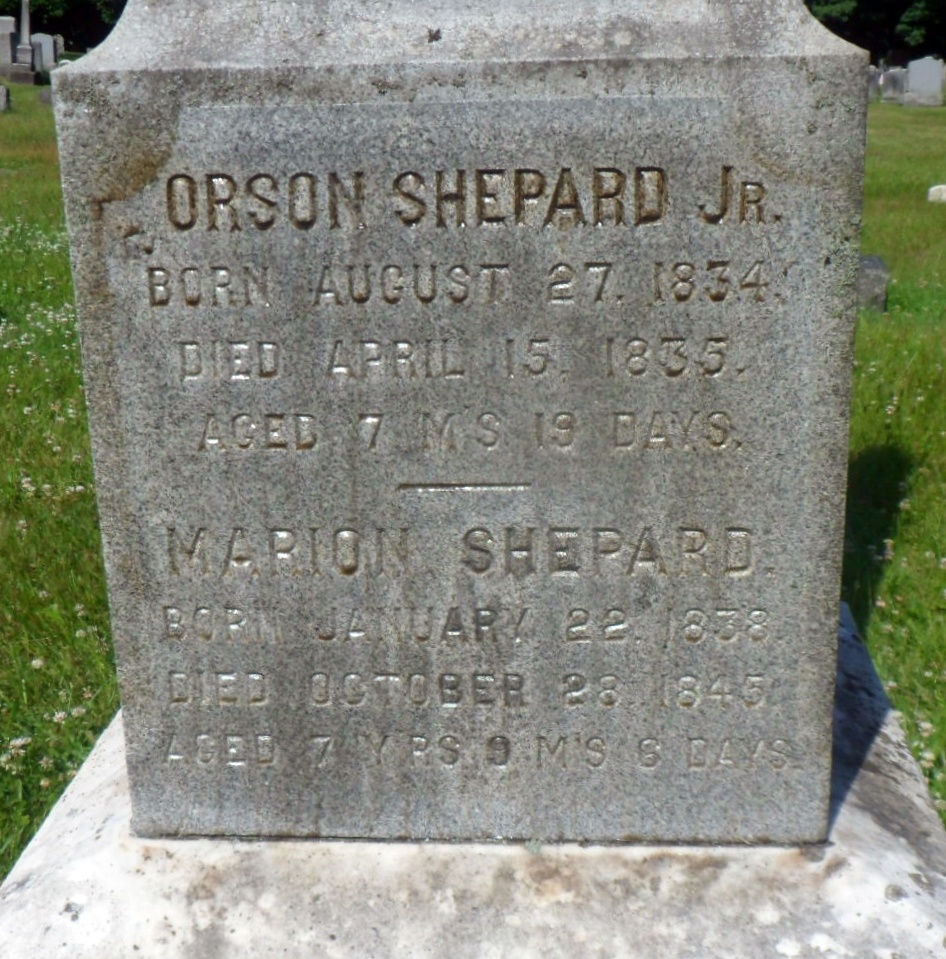 ORSON SHEPARD JR.
BORN AUGUST 27. 1834.
DIED APRIL 15. 1835.
AGED 7 M'S 19 DAYS.
MARION SHEPARD.
BORN JANUARY 22. 1838
DIED OCTOBER 28. 1845.
AGED 7 Y'RS 9 M'S 6 DAYS.